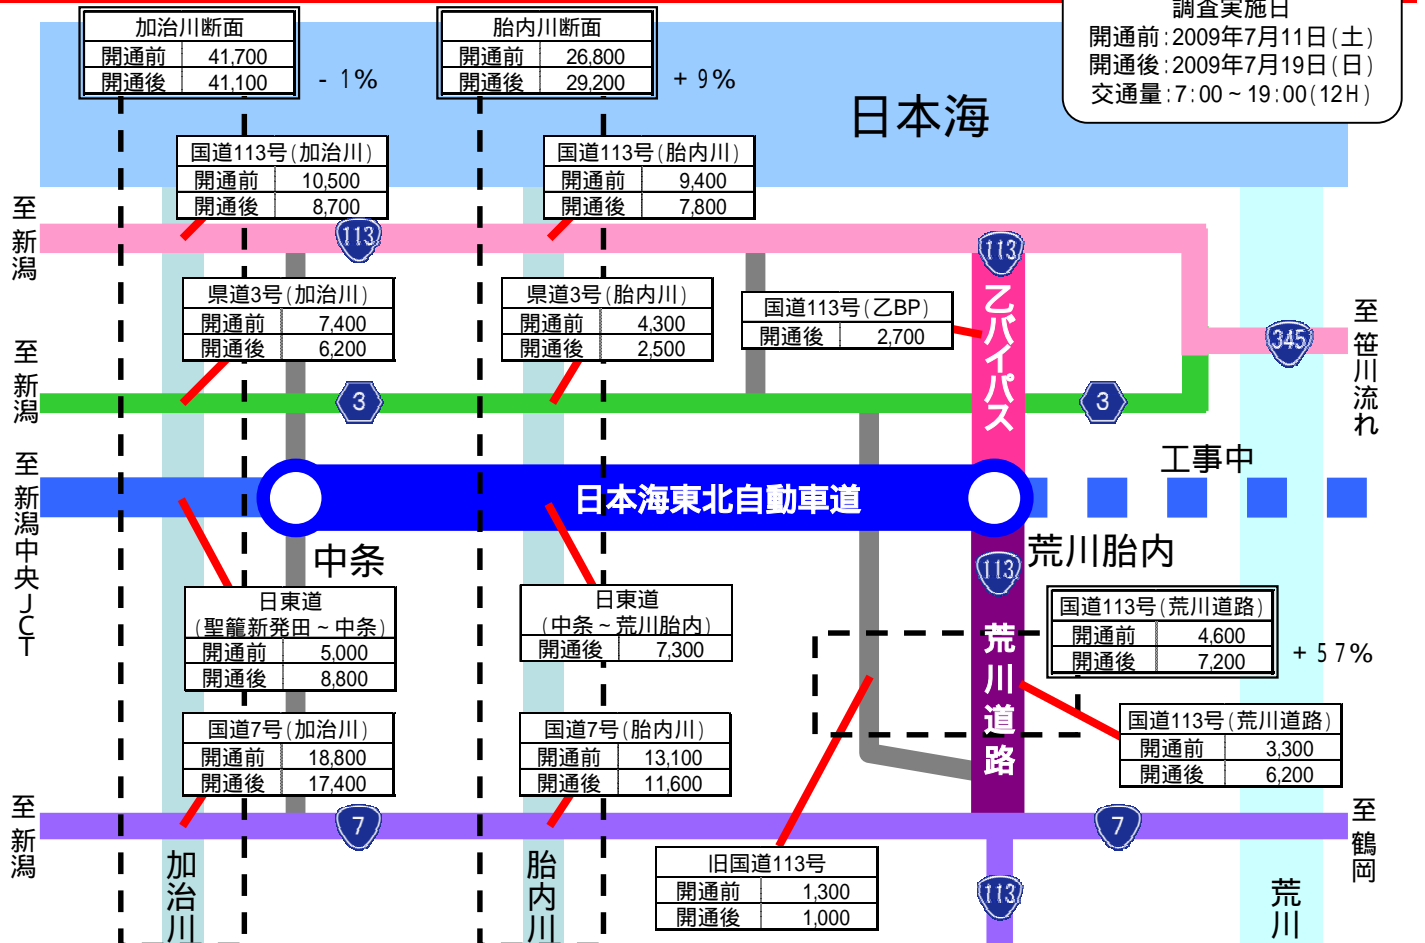 調査実施日
開通前:2009年7月11日(土)
開通後:2009年7月19日(日)
交通量:7:00~19:00(12H)
加治川断面
開通前 41,700
開通後 41,100
-1%
胎内川断面
開通前 26,800
開通後 29,200
+9%
日本海
国道113号(加治川)
開通前 10,500
開通後 8,700
国道113号(胎内川)
開通前 9,400
開通後 7,800
至新潟
113
113
県道3号(加治川)
開通前 7,400
開通後 6,200
県道3号(胎内川)
開通前 4,300
開通後 2,500
国道113号(乙BP)
開通後 2,700
乙バイパス
345
至笹川流れ
至新潟
3
3
至新潟中央JCT
日本海東北自動車道
工事中
中条
荒川胎内
113
日東道
(聖籠新発田~中条)
開通前 5,000
開通後 8,800
日東道
(中条~荒川胎内)
開通後 7,300
荒川道路
国道113号(荒川道路)
開通前 4,600
開通後 7,200
+57%
国道113号(荒川道路)
開通前 3,300
開通後 6,200
国道7号(加治川)
開通前 18,800
開通後 17,400
国道7号(胎内川)
開通前 13,100
開通後 11,600
至新潟
7
7
至鶴岡
旧国道113号
開通前 1,300
開通後 1,000
113
加治川
胎内川
荒川